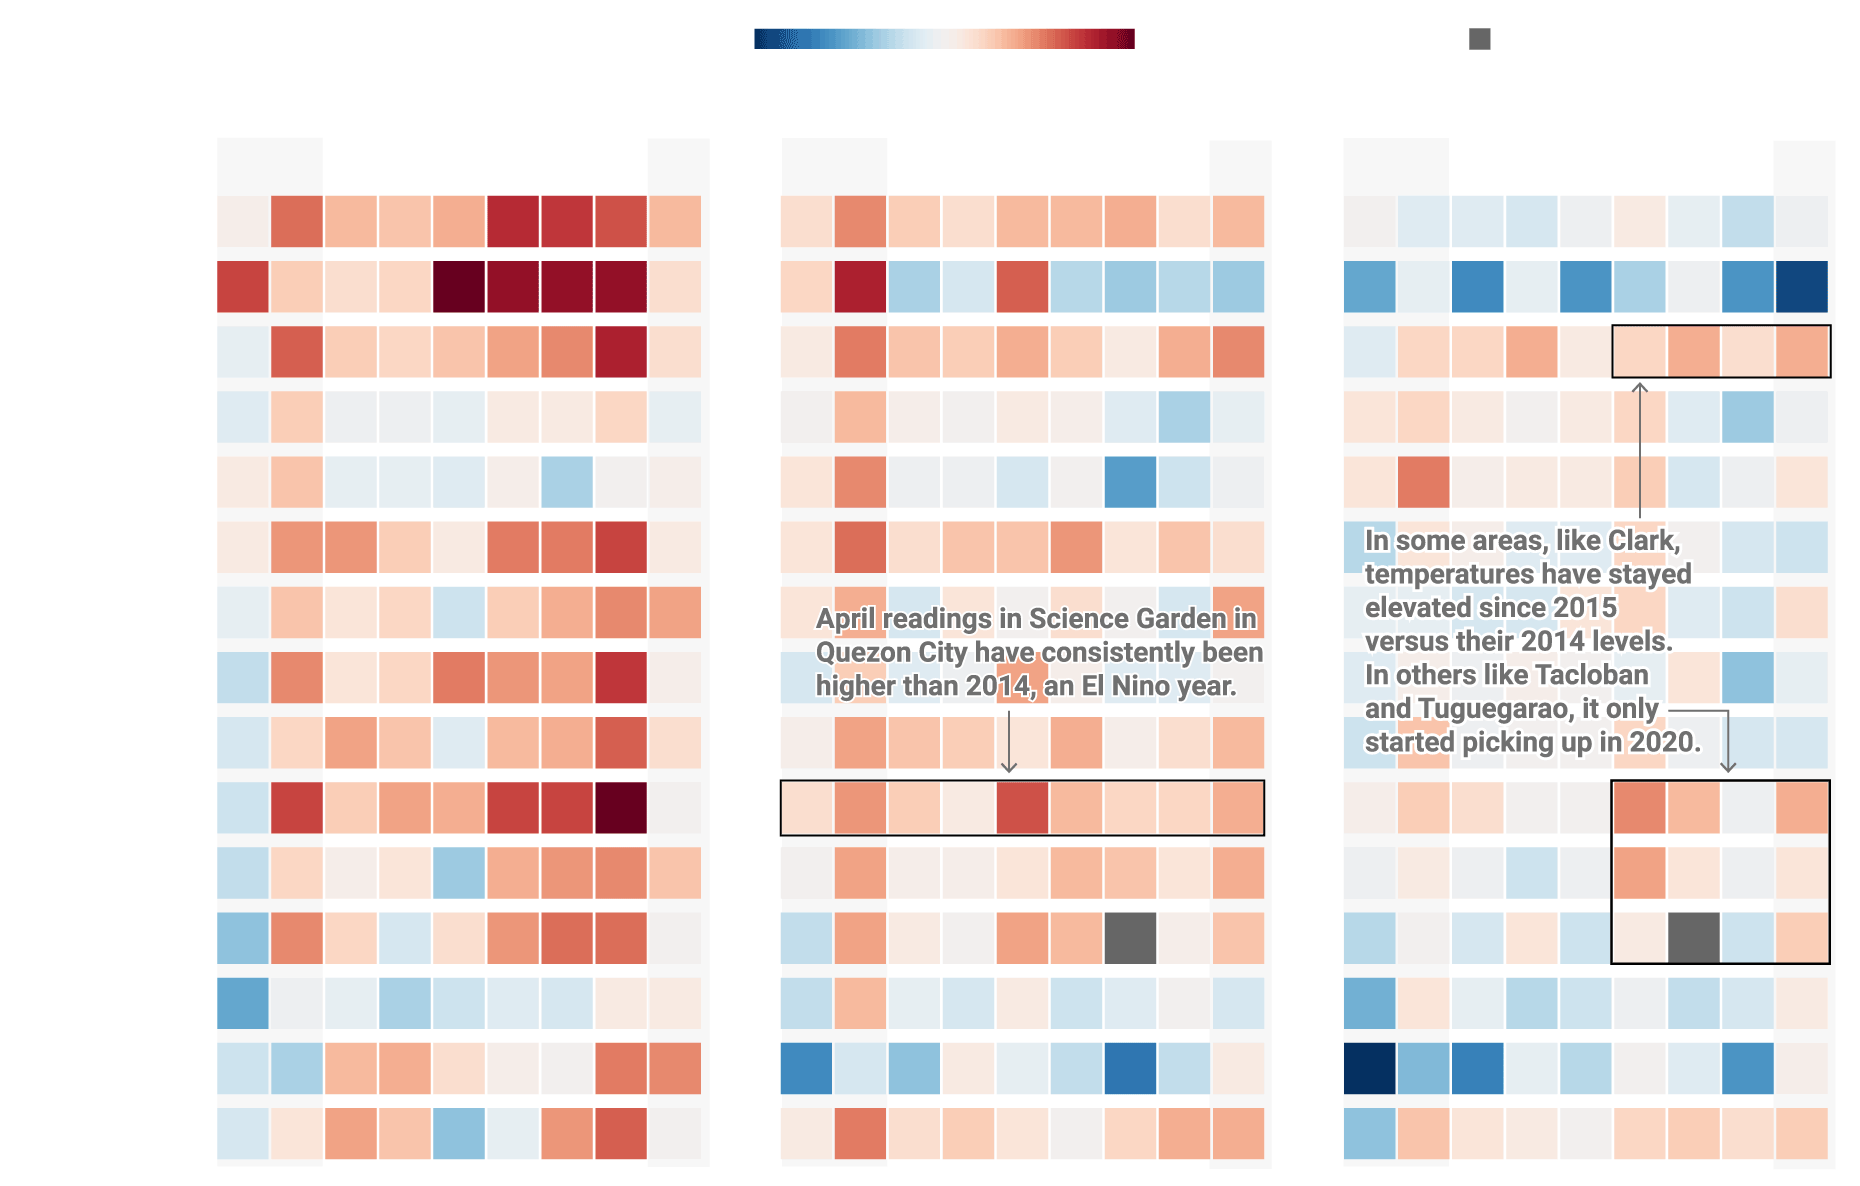 April readings in Science Garden in
Quezon City have consistently been
higher than 2014, an El Nino year.
In some areas, like Clark,
temperatures have stayed
elevated since 2015
versus their 2014 levels.
In others like Tacloban
and Tuguegarao, it only
started picking up in 2020.